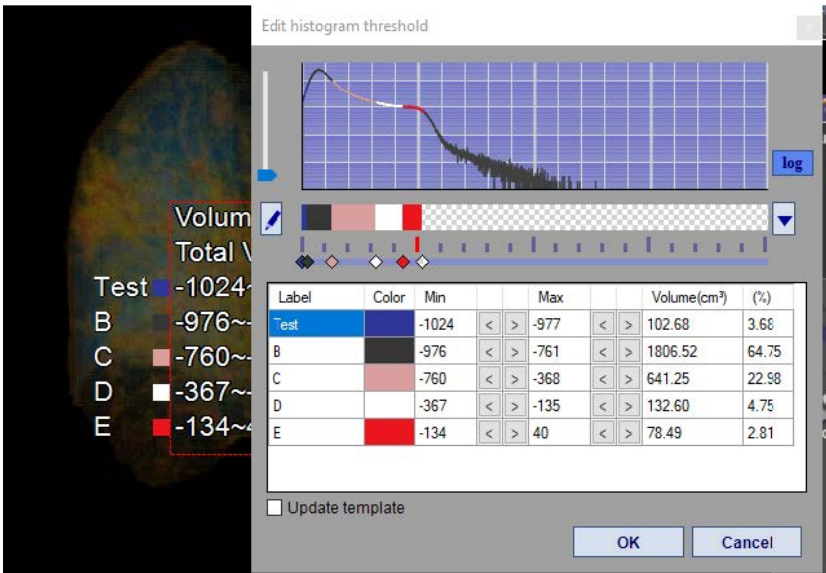 Edit histogram threshold
log
Volum
Total V
Test -1024~
B -976~-
C -760~-
D -367~-
E -134~4
Label Color Min Max Volume(cm³) (%)
Test -1024 < > -977 < > 102.68 3.68
B -976 < > -761 < > 1806.52 64.75
C -760 < > -368 < > 641.25 22.98
D -367 < > -135 < > 132.60 4.75
E -134 < > 40 < > 78.49 2.81
Update template
OK Cancel